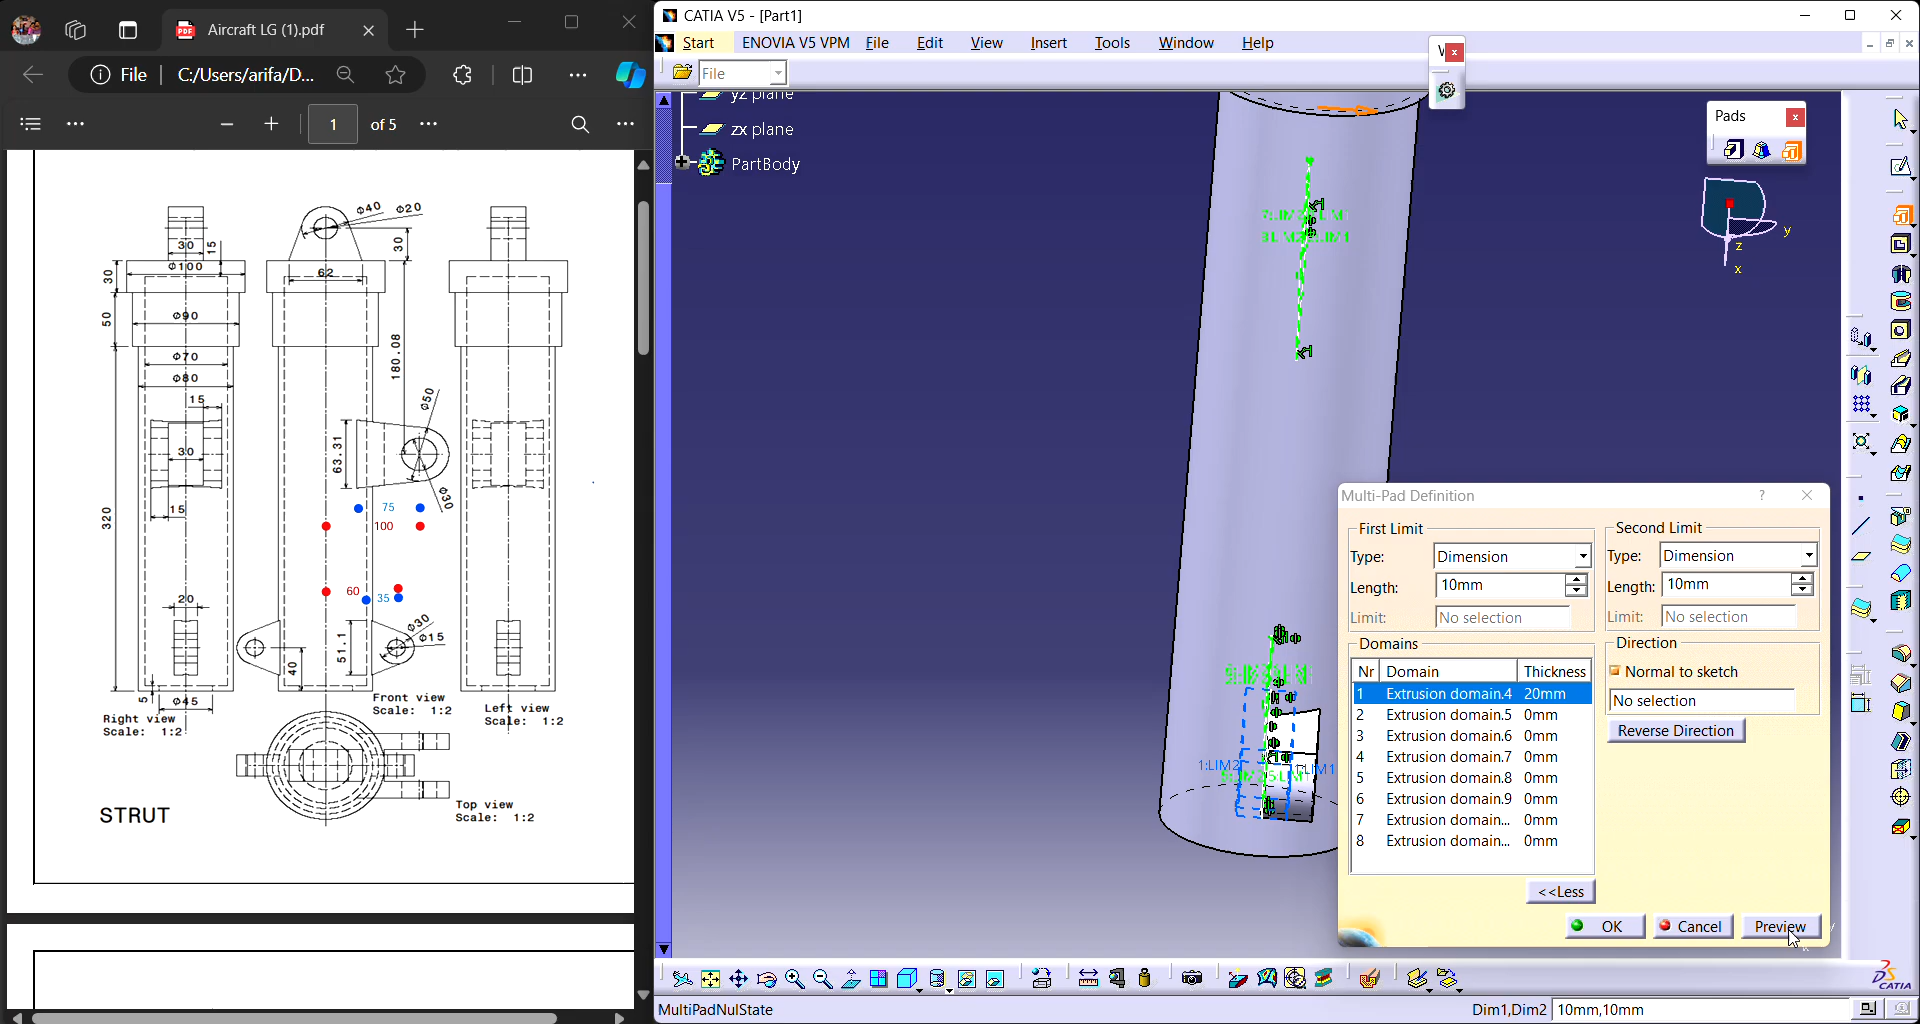 Aircraft LG (1).pdf
File
C:/Users/arifa/D...
1
of 5
Φ40
Φ20
30
15
30
Φ100
30
62
50
Φ90
180.08
Φ70
Φ80
Φ50
15
63.31
30
Φ30
15
75
100
320
60
35
20
Φ30
Φ15
51.1
40
5
Φ45
Right view
Scale: 1:2
Front view
Scale: 1:2
Left view
Scale: 1:2
STRUT
Top view
Scale: 1:2
CATIA V5 - [Part1]
Start
ENOVIA V5 VPM
File
Edit
View
Insert
Tools
Window
Help
File
yz plane
zx plane
PartBody
Pads
y
z
x
1:LIM2
1:LIM1
Multi-Pad Definition
First Limit
Type:
Dimension
Length:
10mm
Limit:
No selection
Second Limit
Type:
Dimension
Length:
10mm
Limit:
No selection
Domains
Nr Domain Thickness
1 Extrusion domain.4 20mm
2 Extrusion domain.5 0mm
3 Extrusion domain.6 0mm
4 Extrusion domain.7 0mm
5 Extrusion domain.8 0mm
6 Extrusion domain.9 0mm
7 Extrusion domain... 0mm
8 Extrusion domain... 0mm
Direction
Normal to sketch
No selection
Reverse Direction
<<Less
OK
Cancel
Preview
CATIA
MultiPadNulState
Dim1,Dim2
10mm,10mm